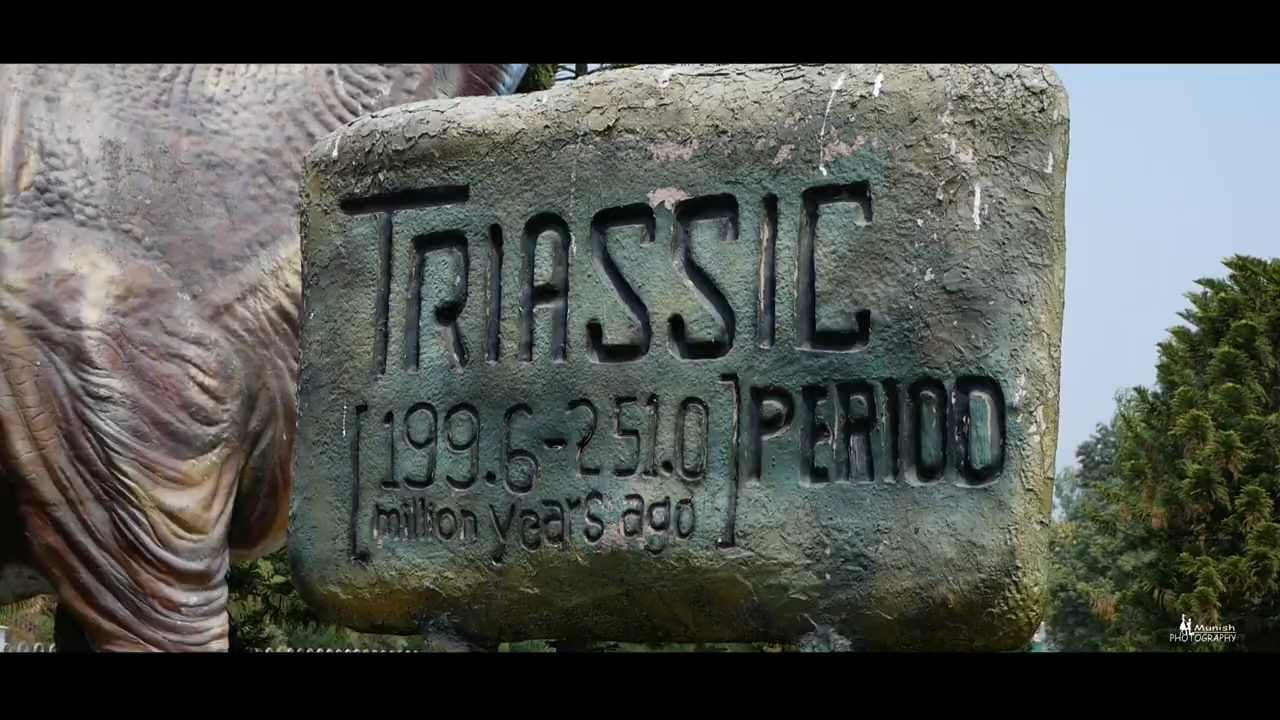 TRIASSIC
[199.6-251.0] PERIOD
million years ago
Munish
PHOTOGRAPHY